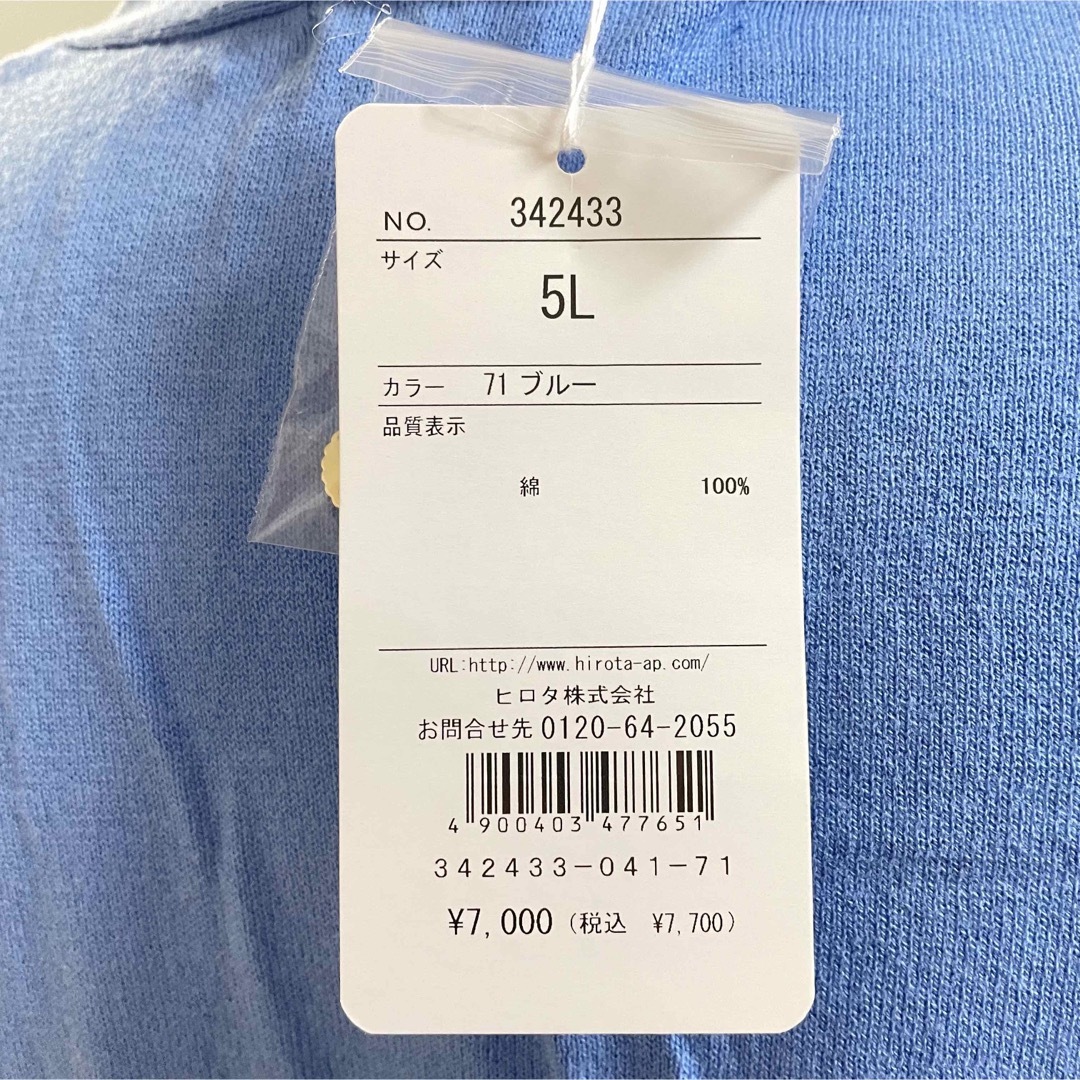 NO. 342433
サイズ
5L
カラー 71 ブルー
品質表示
綿 100%
URL:http://www.hirota-ap.com/
ヒロタ株式会社
お問合せ先 0120-64-2055
4 900403 477651
342433-041-71
¥7,000 (税込 ¥7,700)